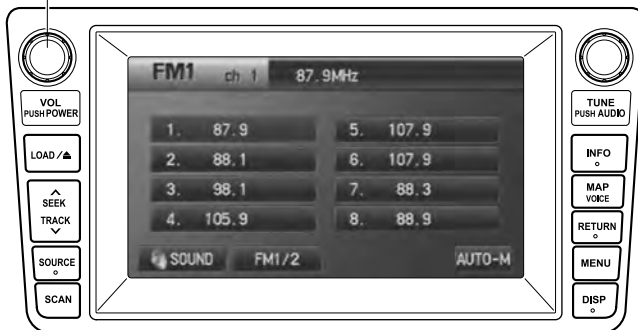 FM1 ch 1 87.9MHz
1. 87.9
2. 88.1
3. 98.1
4. 105.9
5. 107.9
6. 107.9
7. 88.3
8. 88.9
SOUND FM1/2 AUTO-M
VOL
PUSH POWER
LOAD/⏏
SEEK
TRACK
SOURCE
SCAN
TUNE
PUSH AUDIO
INFO
MAP
VOICE
RETURN
MENU
DISP